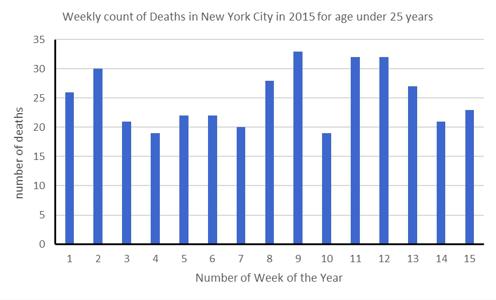 Weekly count of Deaths in New York City in 2015 for age under 25 years
35
30
25
20
15
10
5
0
number of deaths
1 2 3 4 5 6 7 8 9 10 11 12 13 14 15
Number of Week of the Year